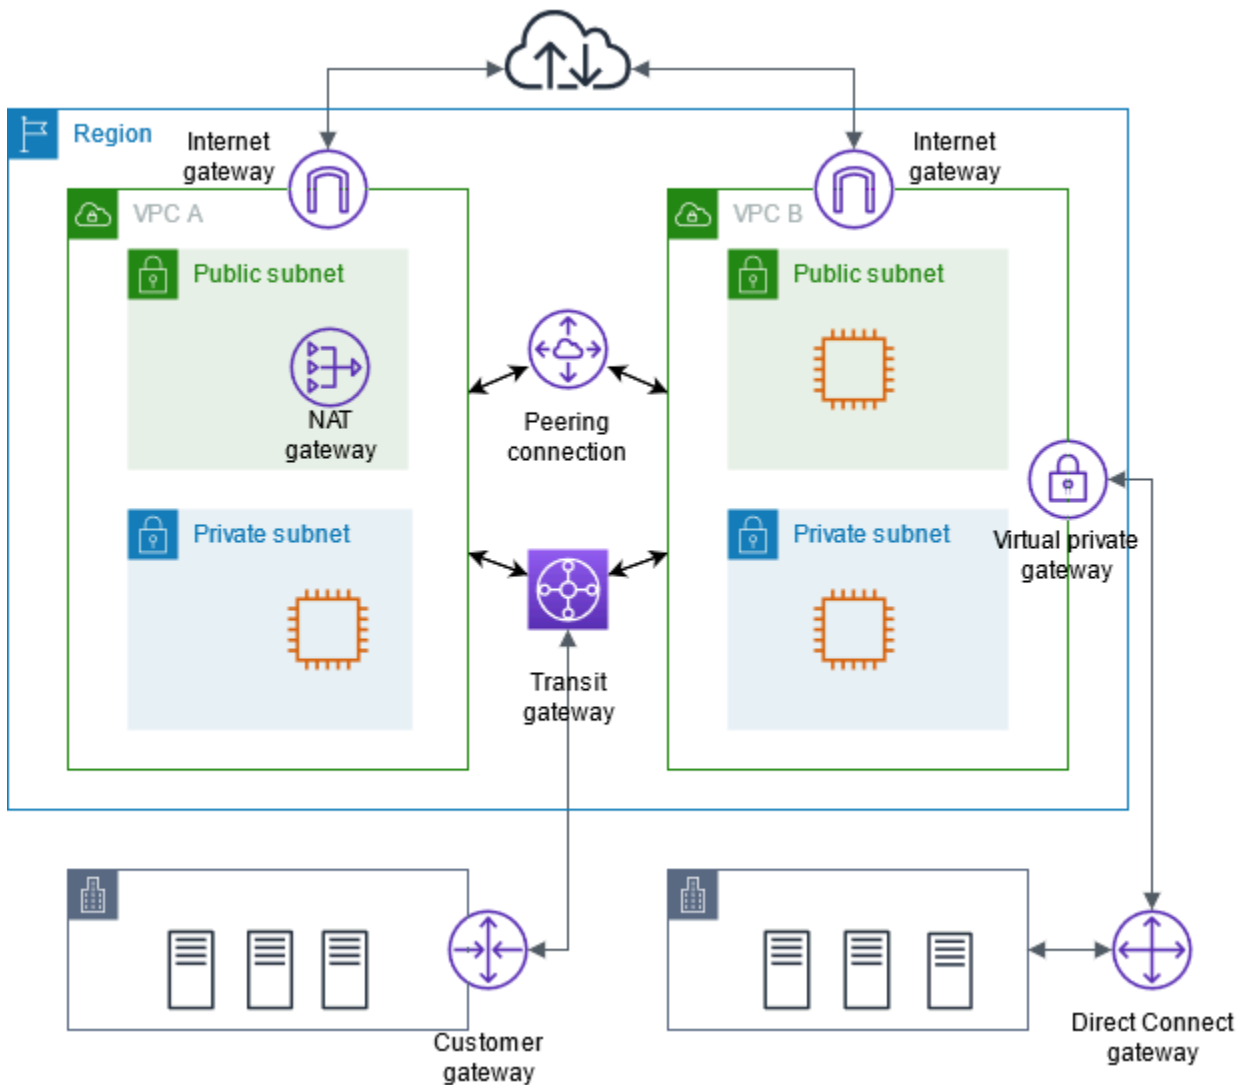 Region
Internet
gateway
Internet
gateway
VPC A
VPC B
Public subnet
Public subnet
NAT
gateway
Peering
connection
Private subnet
Private subnet
Virtual private
gateway
Transit
gateway
Customer
gateway
Direct Connect
gateway